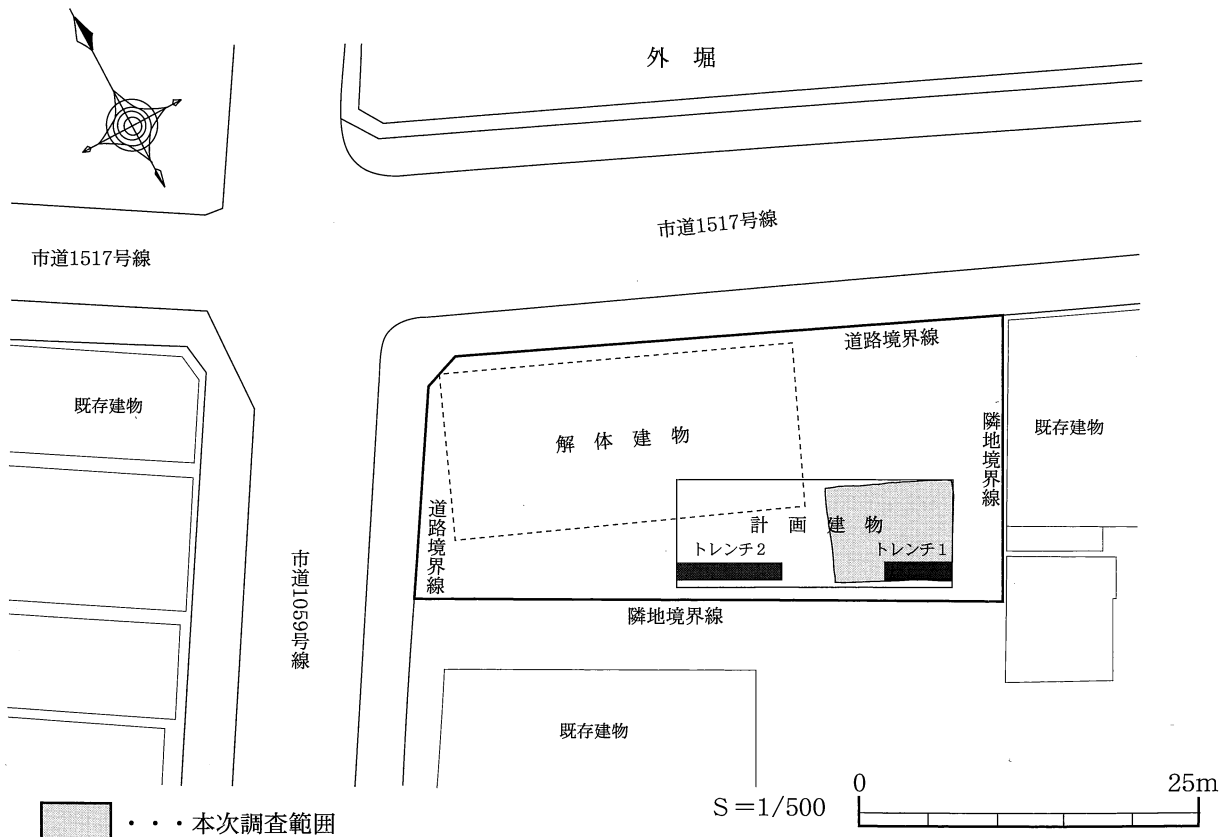 外堀
市道1517号線
市道1517号線
道路境界線
既存建物
解体建物
隣地境界線
既存建物
道路境界線
計画建物
トレンチ2
トレンチ1
市道1059号線
隣地境界線
既存建物
0 25m
S=1/500
・・・本次調査範囲